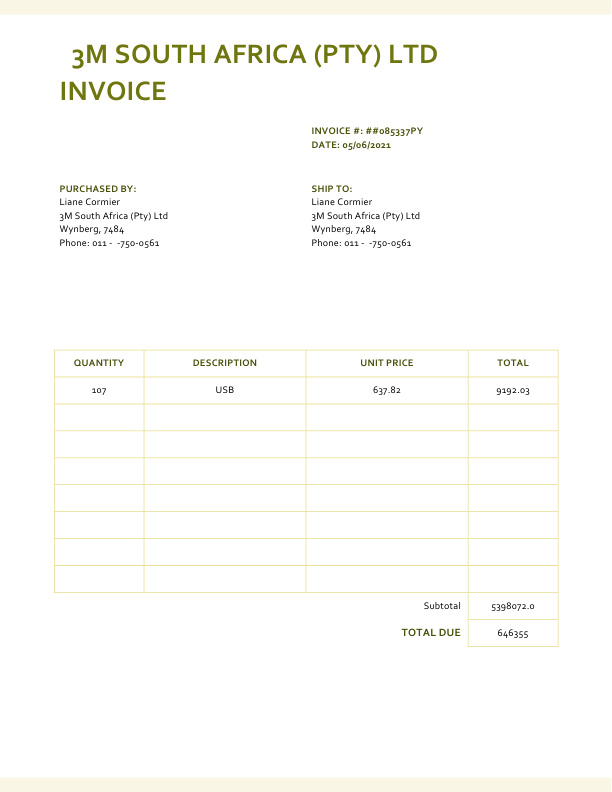 3M SOUTH AFRICA (PTY) LTD
INVOICE
INVOICE #: ##085337PY
DATE: 05/06/2021
PURCHASED BY:
Liane Cormier
3M South Africa (Pty) Ltd
Wynberg, 7484
Phone: 011 -  -750-0561
SHIP TO:
Liane Cormier
3M South Africa (Pty) Ltd
Wynberg, 7484
Phone: 011 -  -750-0561
QUANTITY DESCRIPTION UNIT PRICE TOTAL
107 USB 637.82 9192.03
Subtotal 5398072.0
TOTAL DUE 646355